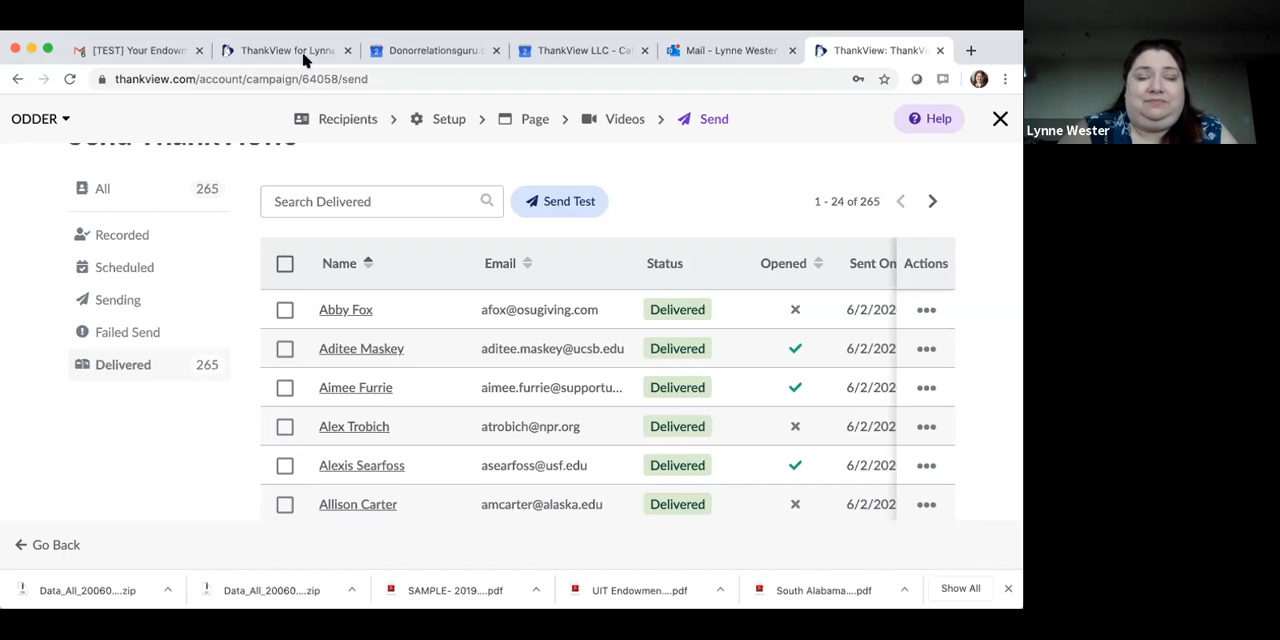 [TEST] Your Endowm
ThankView for Lynne
Donorrelationsguru.c
ThankView LLC - Cal
Mail - Lynne Wester
ThankView: ThankVi
thankview.com/account/campaign/64058/send
ODDER
Recipients
Setup
Page
Videos
Send
Help
Lynne Wester
All 265
Recorded
Scheduled
Sending
Failed Send
Delivered 265
Search Delivered
Send Test
1 - 24 of 265
Name Email Status Opened Sent On Actions
Abby Fox afox@osugiving.com Delivered 6/2/202
Aditee Maskey aditee.maskey@ucsb.edu Delivered 6/2/202
Aimee Furrie aimee.furrie@supportu... Delivered 6/2/202
Alex Trobich atrobich@npr.org Delivered 6/2/202
Alexis Searfoss asearfoss@usf.edu Delivered 6/2/202
Allison Carter amcarter@alaska.edu Delivered 6/2/202
Go Back
Data_All_20060....zip
Data_All_20060....zip
SAMPLE- 2019....pdf
UIT Endowmen....pdf
South Alabama....pdf
Show All